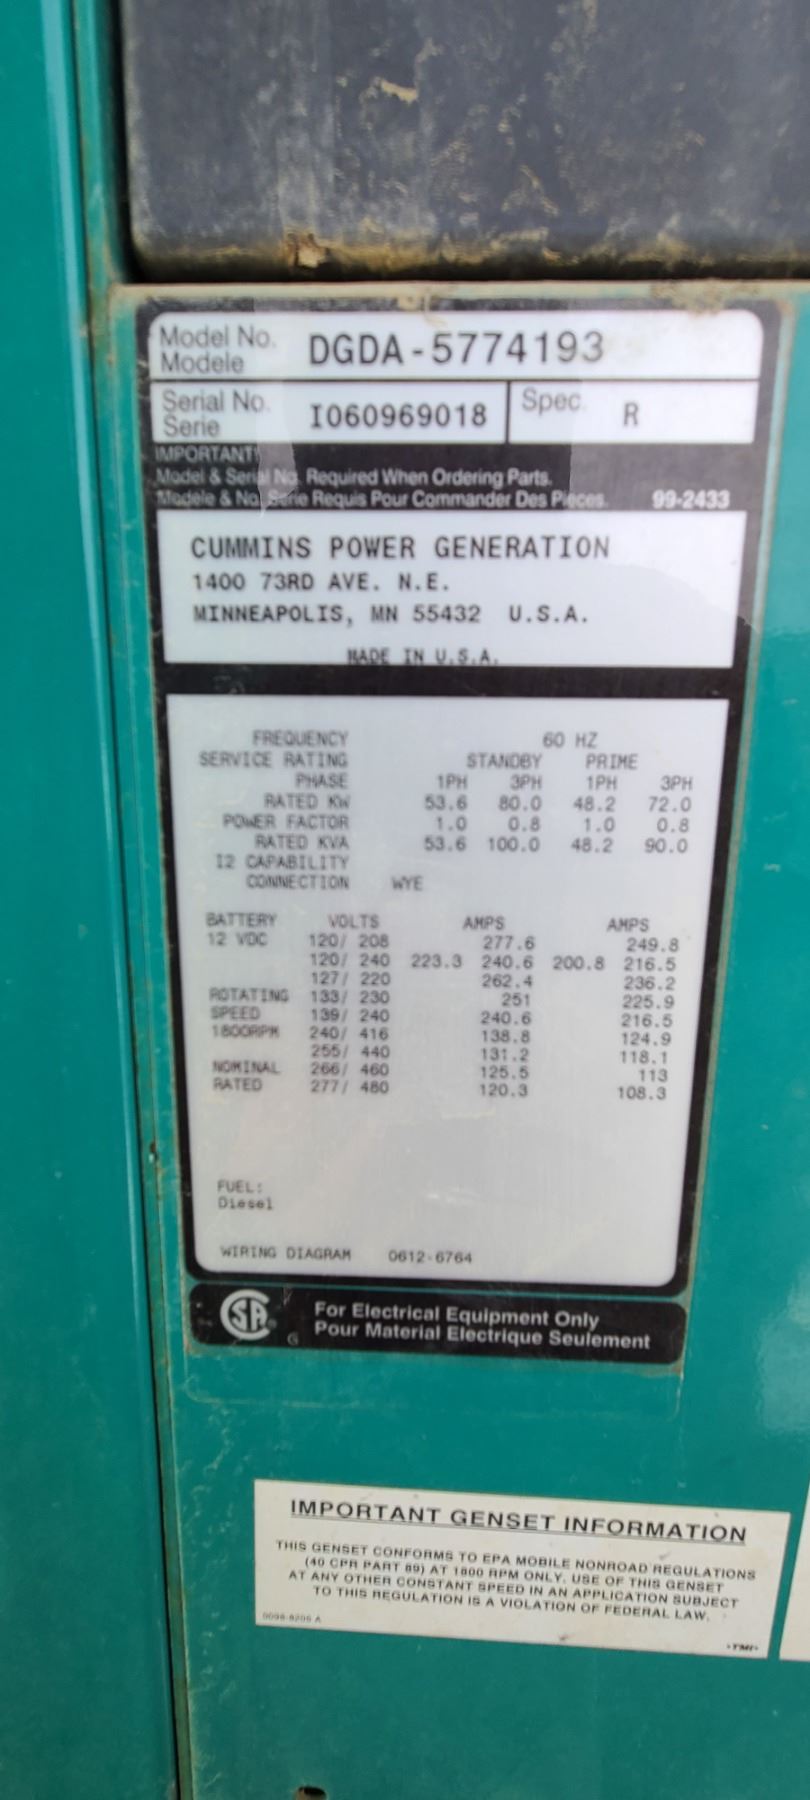 Model No. DGDA-5774193
Modele
Serial No. I060969018 Spec. R
Serie
IMPORTANT!
Model & Serial No. Required When Ordering Parts.
Modele & No. Serie Requis Pour Commander Des Pieces. 99-2433
CUMMINS POWER GENERATION
1400 73RD AVE. N.E.
MINNEAPOLIS, MN 55432 U.S.A.
MADE IN U.S.A.
FREQUENCY 60 HZ
SERVICE RATING STANDBY PRIME
PHASE 1PH 3PH 1PH 3PH
RATED KW 53.6 80.0 48.2 72.0
POWER FACTOR 1.0 0.8 1.0 0.8
RATED KVA 53.6 100.0 48.2 90.0
I2 CAPABILITY
CONNECTION WYE
BATTERY VOLTS AMPS AMPS
12 VDC 120/ 208 277.6 249.8
120/ 240 223.3 240.6 200.8 216.5
127/ 220 262.4 236.2
ROTATING 133/ 230 251 225.9
SPEED 139/ 240 240.6 216.5
1800RPM 240/ 416 138.8 124.9
255/ 440 131.2 118.1
NOMINAL 266/ 460 125.5 113
RATED 277/ 480 120.3 108.3
FUEL:
Diesel
WIRING DIAGRAM 0612-6764
SA G
For Electrical Equipment Only
Pour Material Electrique Seulement
IMPORTANT GENSET INFORMATION
THIS GENSET CONFORMS TO EPA MOBILE NONROAD REGULATIONS
(40 CFR PART 89) AT 1800 RPM ONLY. USE OF THIS GENSET
AT ANY OTHER CONSTANT SPEED IN AN APPLICATION SUBJECT
TO THIS REGULATION IS A VIOLATION OF FEDERAL LAW.